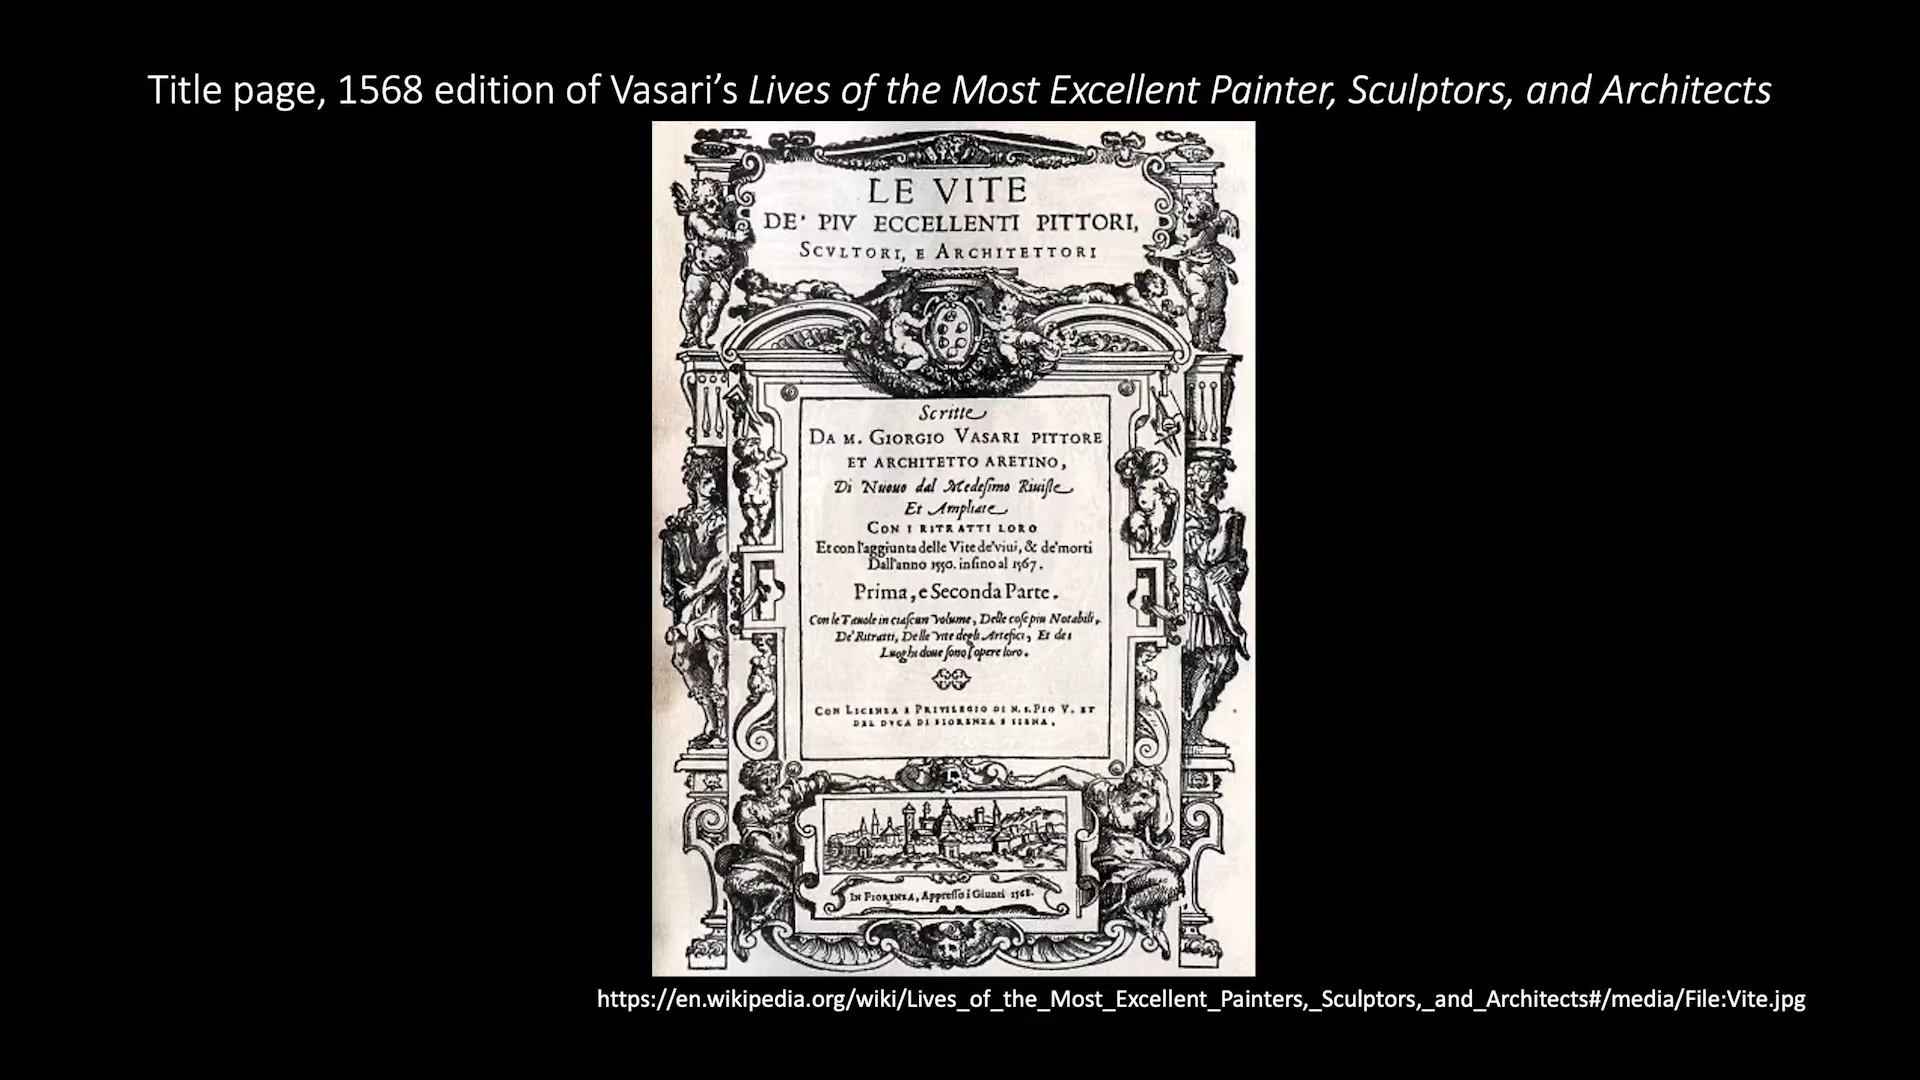 Title page, 1568 edition of Vasari’s Lives of the Most Excellent Painter, Sculptors, and Architects
LE VITE
DE' PIV ECCELLENTI PITTORI,
SCVLTORI, E ARCHITETTORI
Scritte
DA M. GIORGIO VASARI PITTORE
ET ARCHITETTO ARETINO,
Di Nuouo dal Medesimo Riuiste
Et Ampliate
CON I RITRATTI LORO
Et con l'aggiunta delle Vite de'viui, & de'morti
Dall'anno 1550. insino al 1567.
Prima, e Seconda Parte.
Con le Tauole in ciascun volume, Delle cose piu Notabili,
De' Ritratti, Delle vite degli Artefici, Et dei
Luoghi doue sono l'opere loro.
CON LICENZA E PRIVILEGIO DI N. S. PIO V. ET
DEL DVCA DI FIORENZA E SIENA.
IN FIORENZA, Appresso i Giunti 1568.
https://en.wikipedia.org/wiki/Lives_of_the_Most_Excellent_Painters,_Sculptors,_and_Architects#/media/File:Vite.jpg